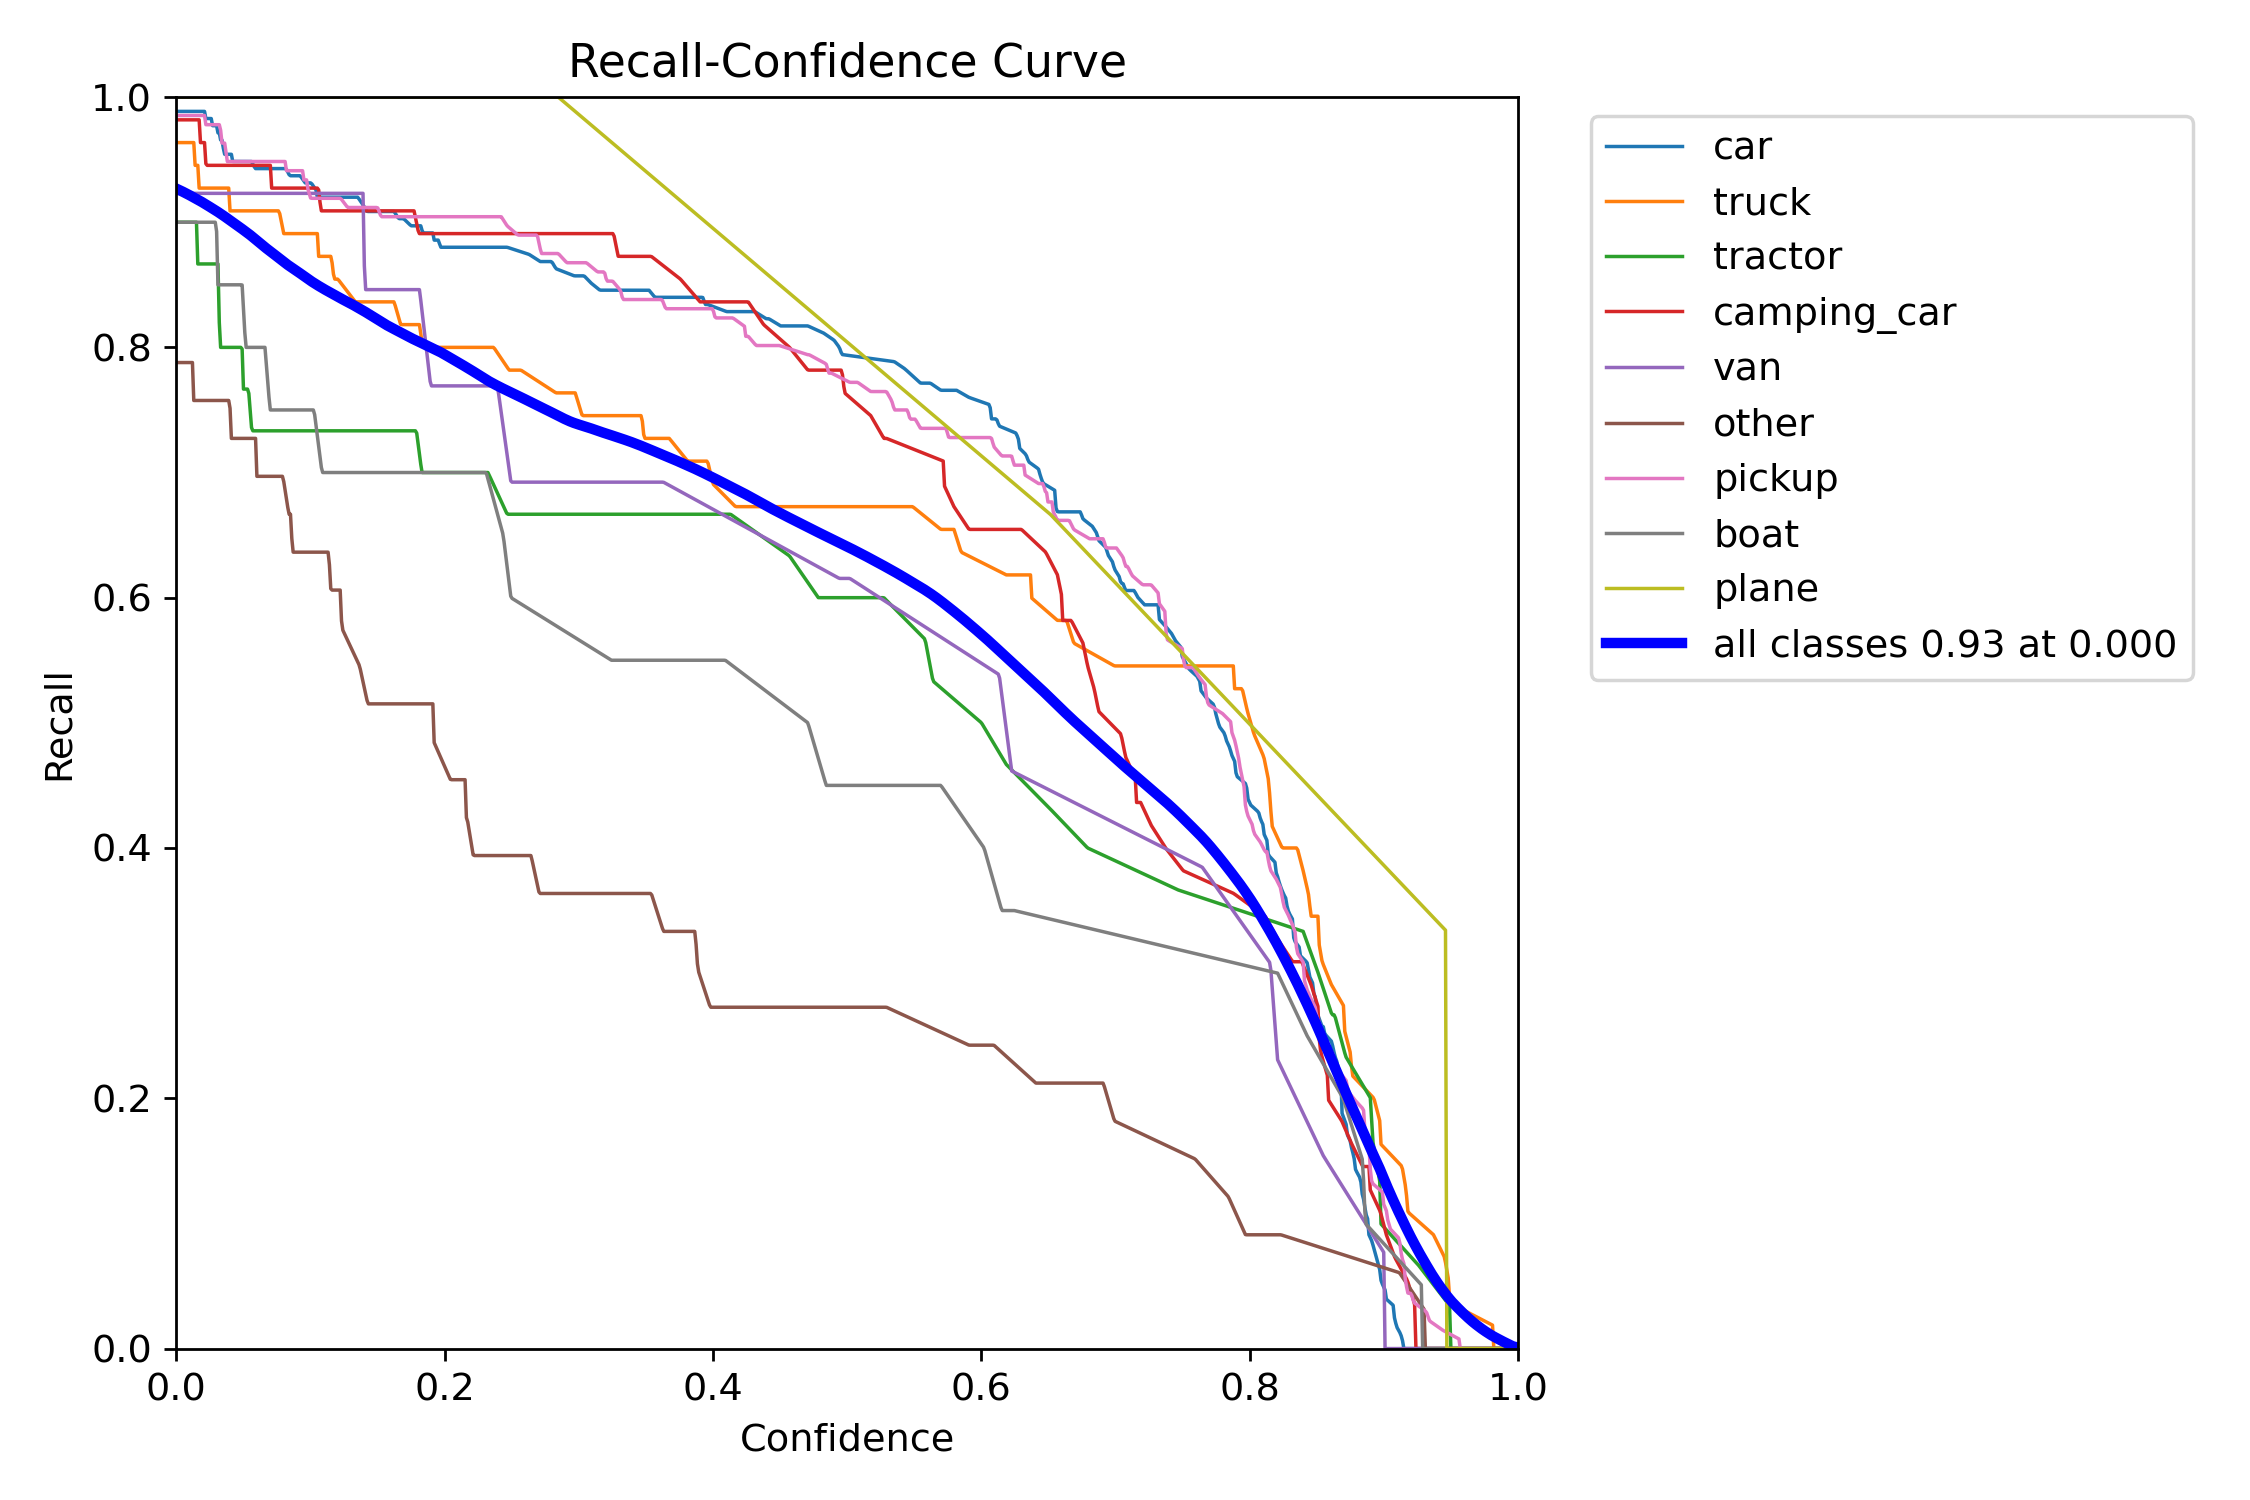 Recall-Confidence Curve
1.0
0.8
0.6
0.4
0.2
0.0
Recall
0.0 0.2 0.4 0.6 0.8 1.0
Confidence
car
truck
tractor
camping_car
van
other
pickup
boat
plane
all classes 0.93 at 0.000